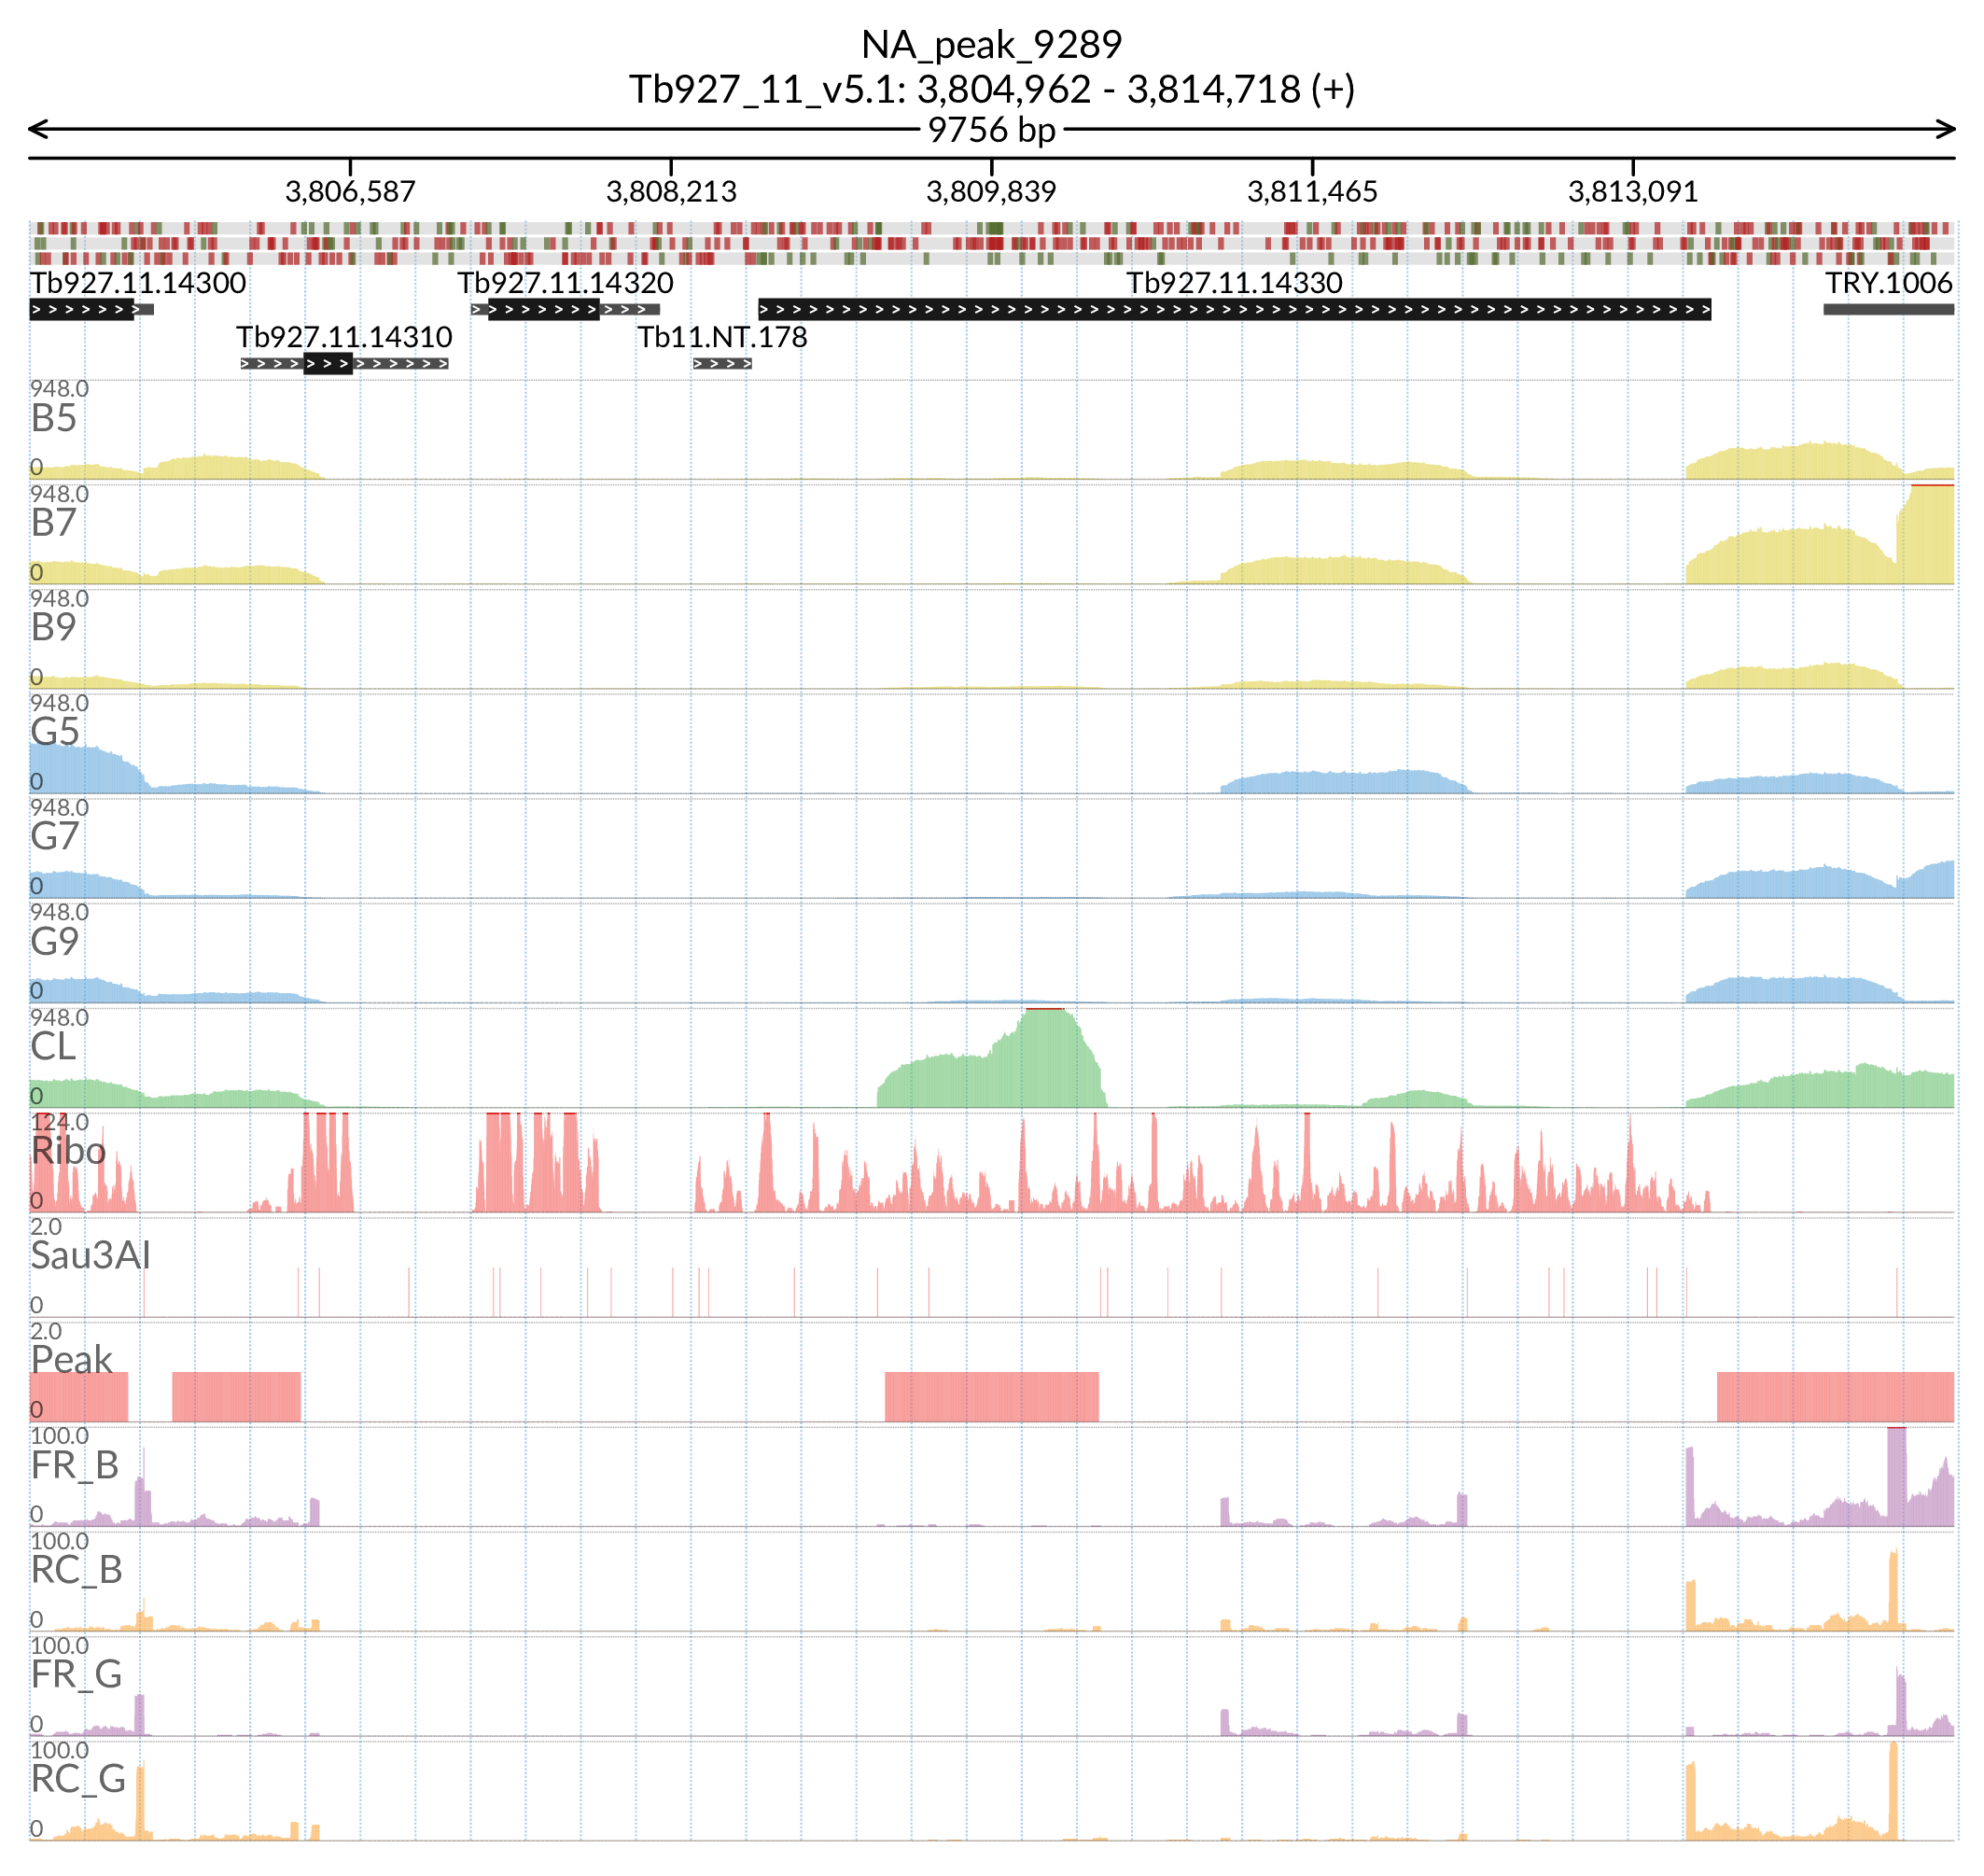 NA_peak_9289
Tb927_11_v5.1: 3,804,962 - 3,814,718 (+)
9756 bp
3,806,587 3,808,213 3,809,839 3,811,465 3,813,091
Tb927.11.14300 Tb927.11.14320 Tb927.11.14330 TRY.1006
Tb927.11.14310 Tb11.NT.178
948.0
B5
0
948.0
B7
0
948.0
B9
0
948.0
G5
0
948.0
G7
0
948.0
G9
0
948.0
CL
0
124.0
Ribo
0
2.0
Sau3AI
0
2.0
Peak
0
100.0
FR_B
0
100.0
RC_B
0
100.0
FR_G
0
100.0
RC_G
0